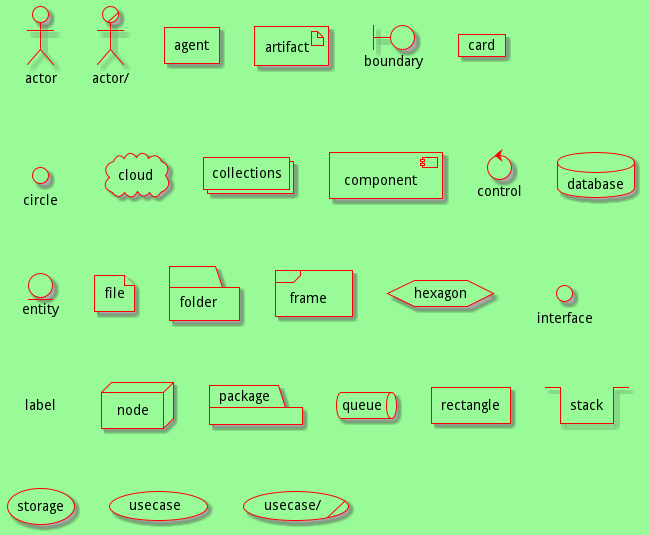 actor
actor/
agent
artifact
boundary
card
circle
cloud
collections
component
control
database
entity
file
folder
frame
hexagon
interface
label
node
package
queue
rectangle
stack
storage
usecase
usecase/